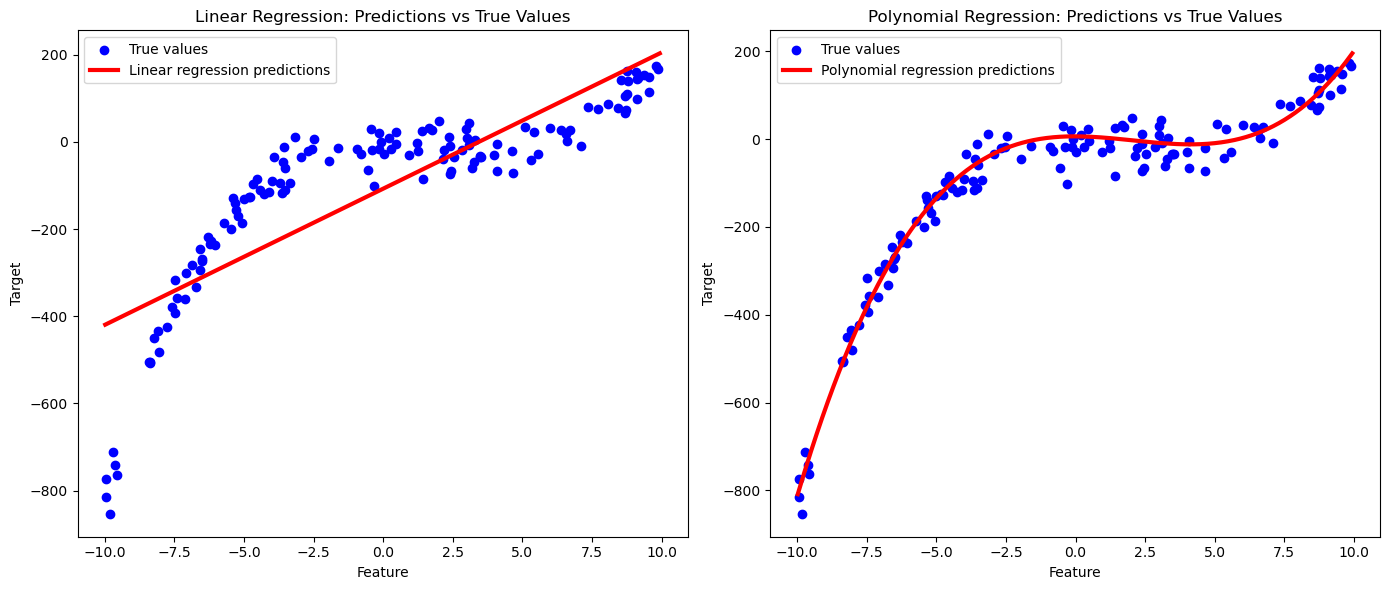 Linear Regression: Predictions vs True Values
True values
Linear regression predictions
200
0
−200
−400
−600
−800
Target
−10.0 −7.5 −5.0 −2.5 0.0 2.5 5.0 7.5 10.0
Feature
Polynomial Regression: Predictions vs True Values
True values
Polynomial regression predictions
200
0
−200
−400
−600
−800
Target
−10.0 −7.5 −5.0 −2.5 0.0 2.5 5.0 7.5 10.0
Feature